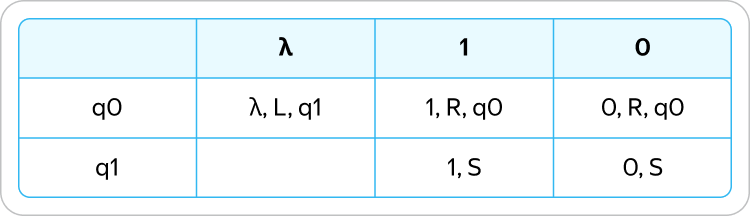 λ 1 0
q0 λ, L, q1 1, R, q0 0, R, q0
q1 1, S 0, S